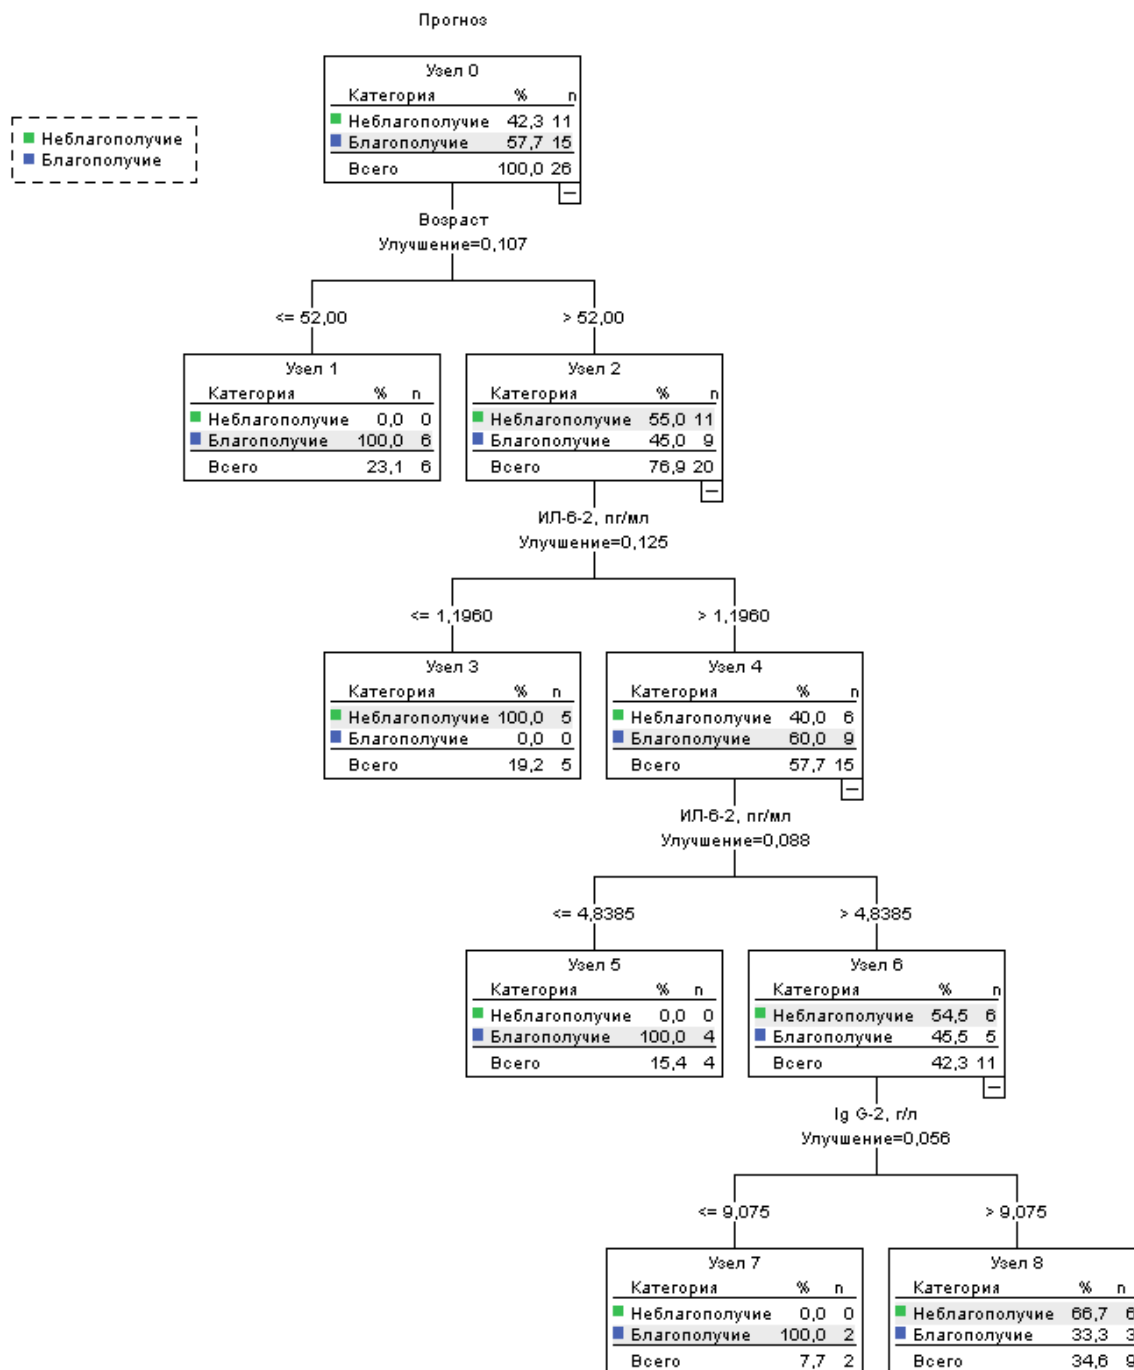 Прогноз
Неблагополучие
Благополучие
Узел 0
Категория % n
Неблагополучие 42,3 11
Благополучие 57,7 15
Всего 100,0 26
Возраст
Улучшение=0,107
<= 52,00 > 52,00
Узел 1
Категория % n
Неблагополучие 0,0 0
Благополучие 100,0 6
Всего 23,1 6
Узел 2
Категория % n
Неблагополучие 55,0 11
Благополучие 45,0 9
Всего 76,9 20
ИЛ-6-2, пг/мл
Улучшение=0,125
<= 1,1960 > 1,1960
Узел 3
Категория % n
Неблагополучие 100,0 5
Благополучие 0,0 0
Всего 19,2 5
Узел 4
Категория % n
Неблагополучие 40,0 6
Благополучие 60,0 9
Всего 57,7 15
ИЛ-6-2, пг/мл
Улучшение=0,088
<= 4,8385 > 4,8385
Узел 5
Категория % n
Неблагополучие 0,0 0
Благополучие 100,0 4
Всего 15,4 4
Узел 6
Категория % n
Неблагополучие 54,5 6
Благополучие 45,5 5
Всего 42,3 11
Ig G-2, г/л
Улучшение=0,056
<= 9,075 > 9,075
Узел 7
Категория % n
Неблагополучие 0,0 0
Благополучие 100,0 2
Всего 7,7 2
Узел 8
Категория % n
Неблагополучие 66,7 6
Благополучие 33,3 3
Всего 34,6 9